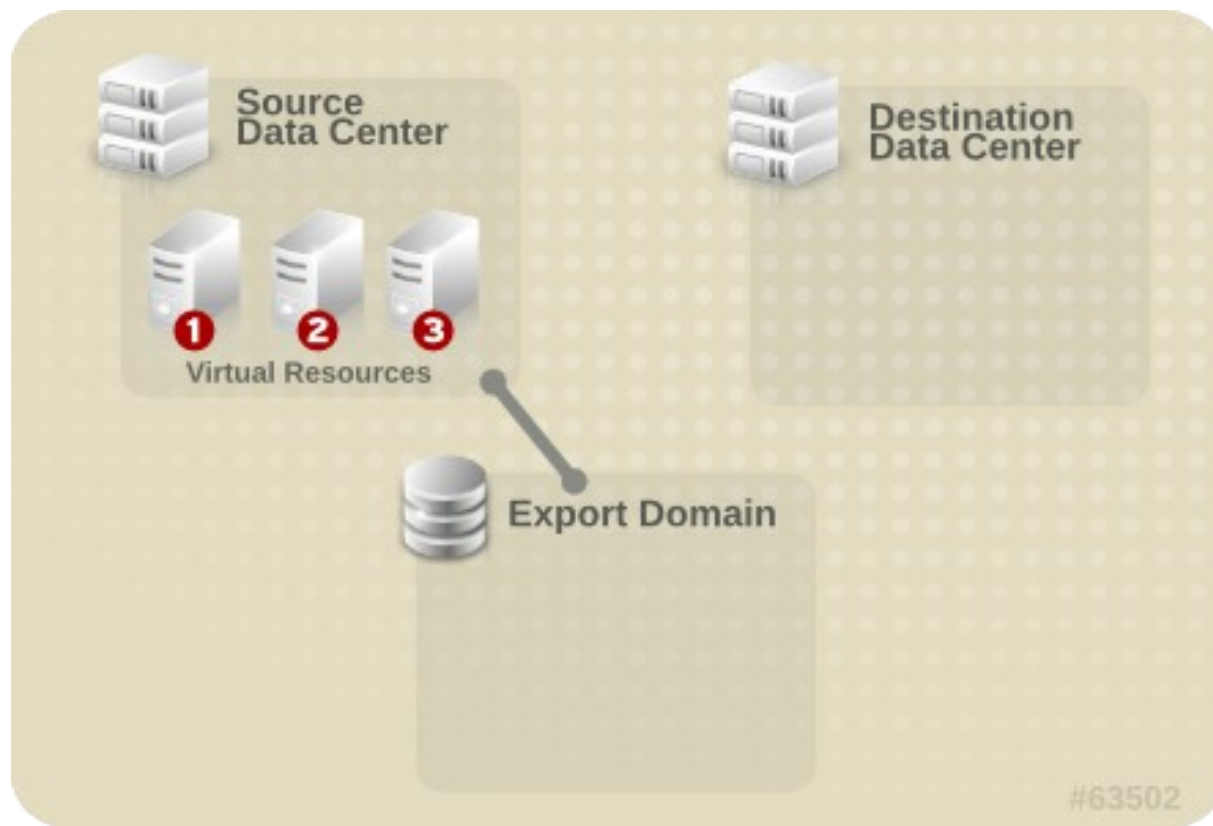 Source
Data Center
Destination
Data Center
1 2 3
Virtual Resources
Export Domain
#63502